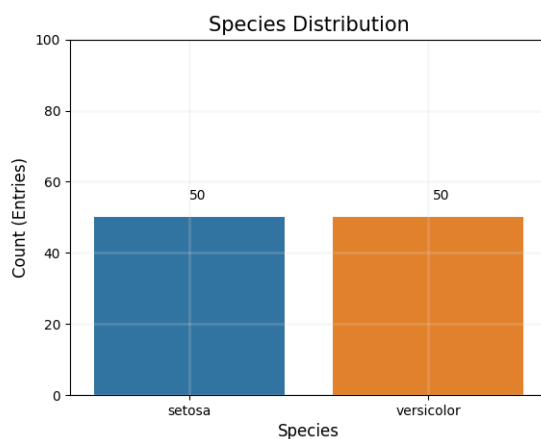 Species Distribution
100
80
60
40
20
0
Count (Entries)
50 50
setosa versicolor
Species